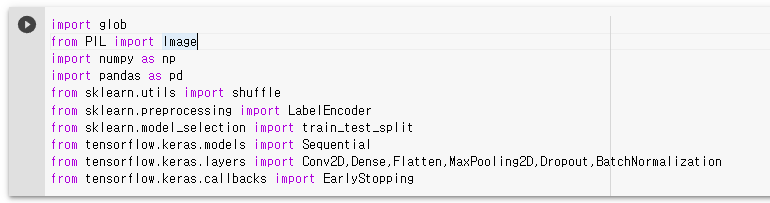 import glob
from PIL import Image
import numpy as np
import pandas as pd
from sklearn.utils import shuffle
from sklearn.preprocessing import LabelEncoder
from sklearn.model_selection import train_test_split
from tensorflow.keras.models import Sequential
from tensorflow.keras.layers import Conv2D,Dense,Flatten,MaxPooling2D,Dropout,BatchNormalization
from tensorflow.keras.callbacks import EarlyStopping